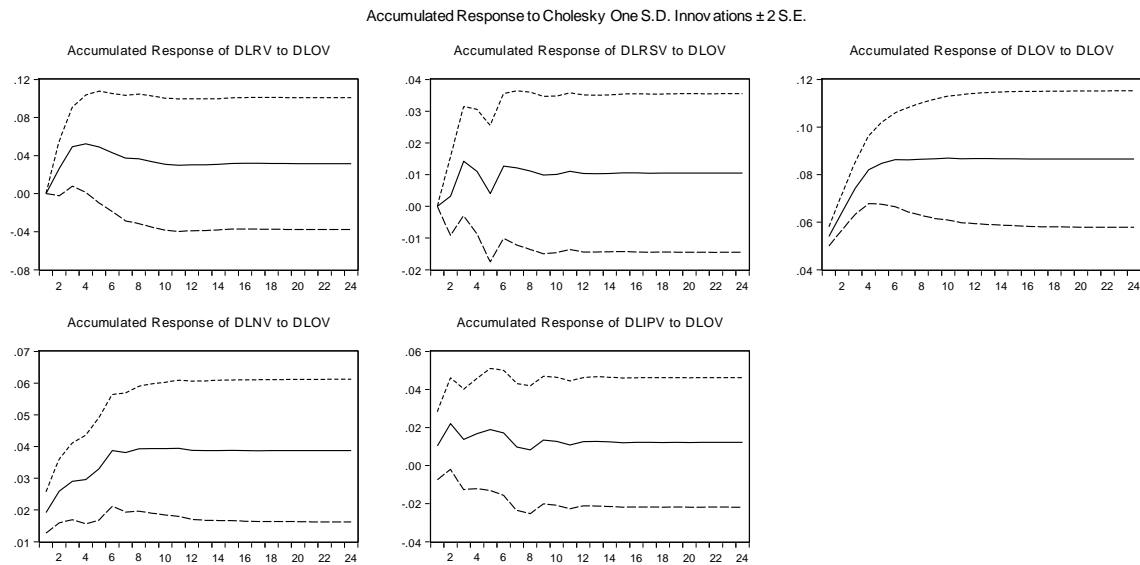 Accumulated Response to Cholesky One S.D. Innovations ± 2 S.E.
Accumulated Response of DLRV to DLOV
.12
.08
.04
.00
-.04
-.08
2 4 6 8 10 12 14 16 18 20 22 24
Accumulated Response of DLRSV to DLOV
.04
.03
.02
.01
.00
-.01
-.02
2 4 6 8 10 12 14 16 18 20 22 24
Accumulated Response of DLOV to DLOV
.12
.10
.08
.06
.04
2 4 6 8 10 12 14 16 18 20 22 24
Accumulated Response of DLNV to DLOV
.07
.06
.05
.04
.03
.02
.01
2 4 6 8 10 12 14 16 18 20 22 24
Accumulated Response of DLIPV to DLOV
.06
.04
.02
.00
-.02
-.04
2 4 6 8 10 12 14 16 18 20 22 24